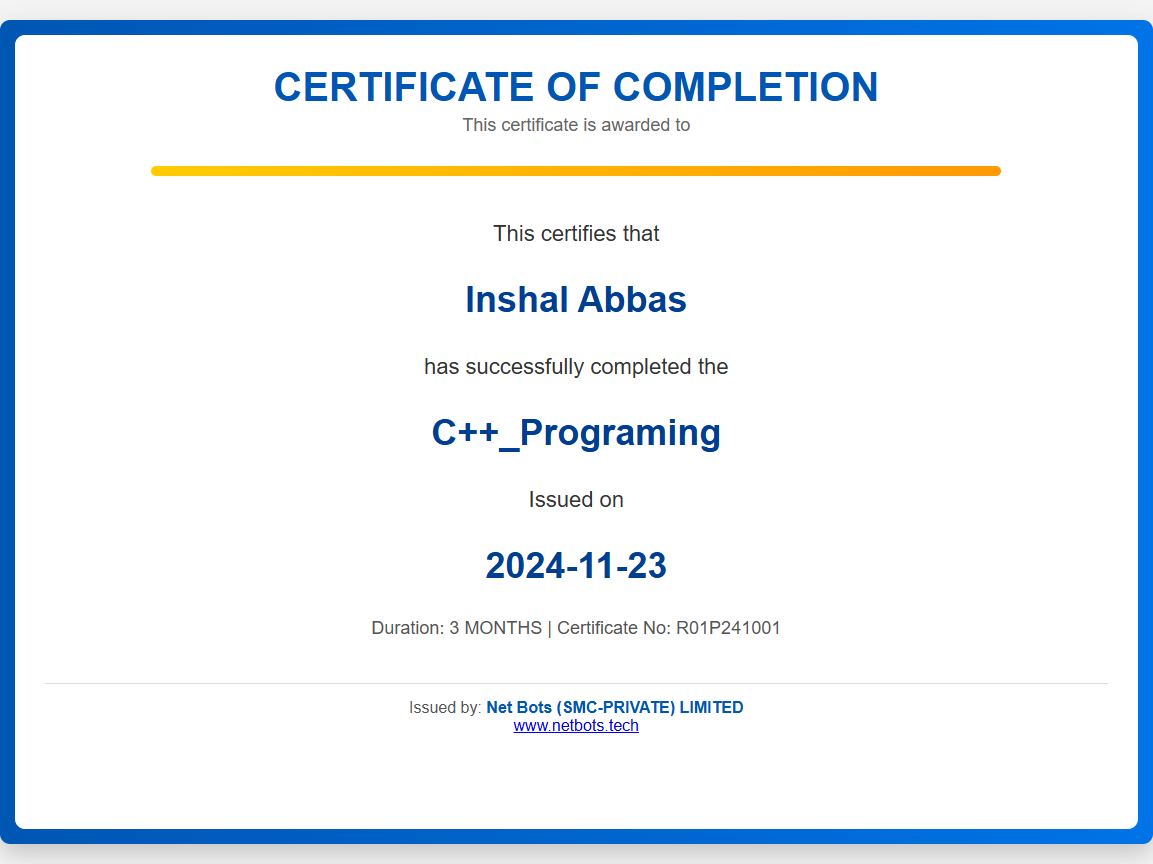 CERTIFICATE OF COMPLETION
This certificate is awarded to
This certifies that
Inshal Abbas
has successfully completed the
C++_Programing
Issued on
2024-11-23
Duration: 3 MONTHS | Certificate No: R01P241001
Issued by: Net Bots (SMC-PRIVATE) LIMITED
www.netbots.tech